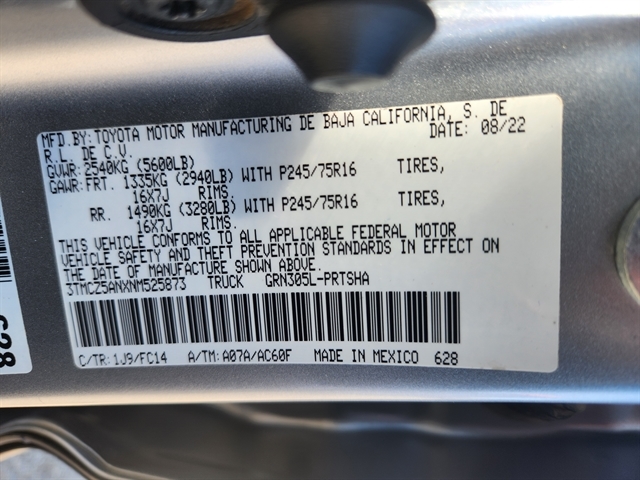 MFD.BY:TOYOTA MOTOR MANUFACTURING DE BAJA CALIFORNIA, S. DE
R.L. DE C.V. DATE: 08/22
GVWR: 2540KG (5600LB)
GAWR:FRT. 1335KG (2940LB) WITH P245/75R16 TIRES,
16X7J RIMS.
RR. 1490KG (3280LB) WITH P245/75R16 TIRES,
16X7J RIMS.
THIS VEHICLE CONFORMS TO ALL APPLICABLE FEDERAL MOTOR
VEHICLE SAFETY AND THEFT PREVENTION STANDARDS IN EFFECT ON
THE DATE OF MANUFACTURE SHOWN ABOVE.
3TMCZ5ANXNM525873 TRUCK GRN305L-PRTSHA
C/TR:1J9/FC14 A/TM:A07A/AC60F MADE IN MEXICO 628
628